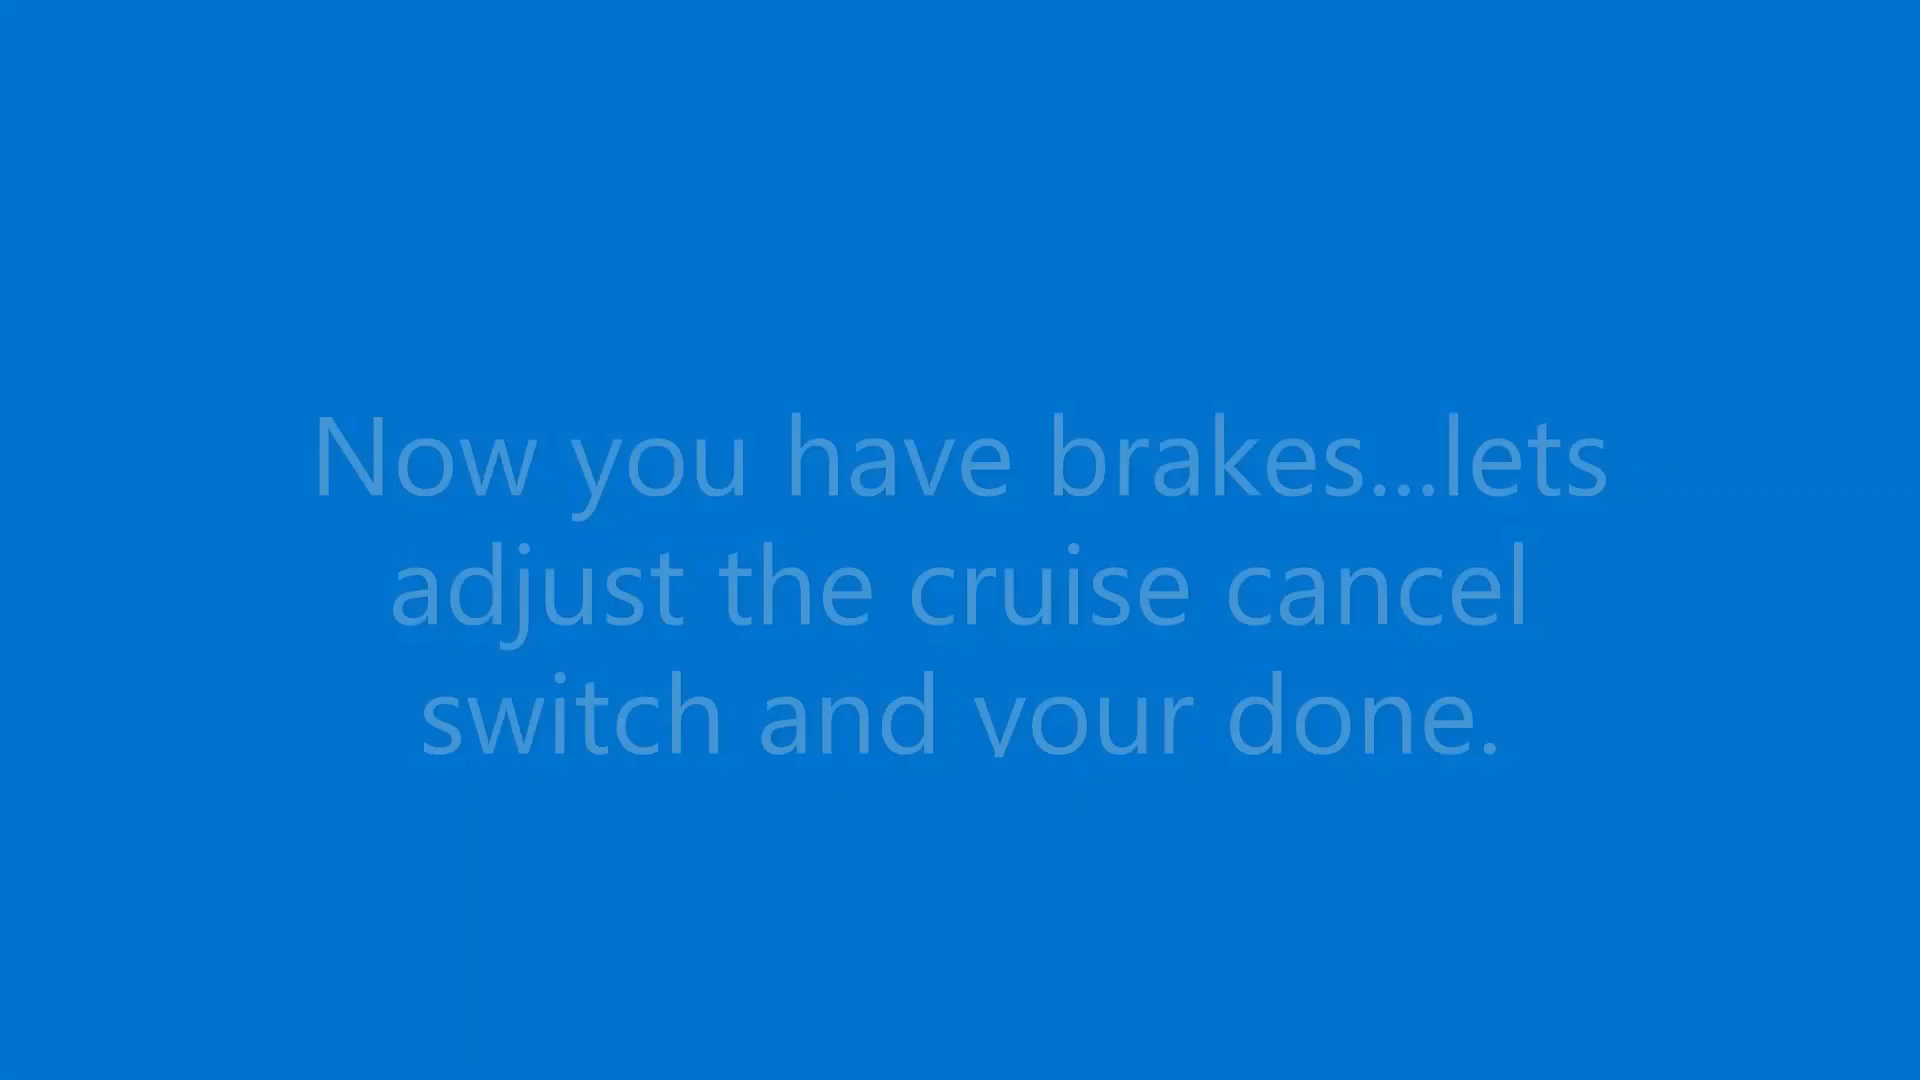 Now you have brakes...lets
adjust the cruise cancel
switch and your done.